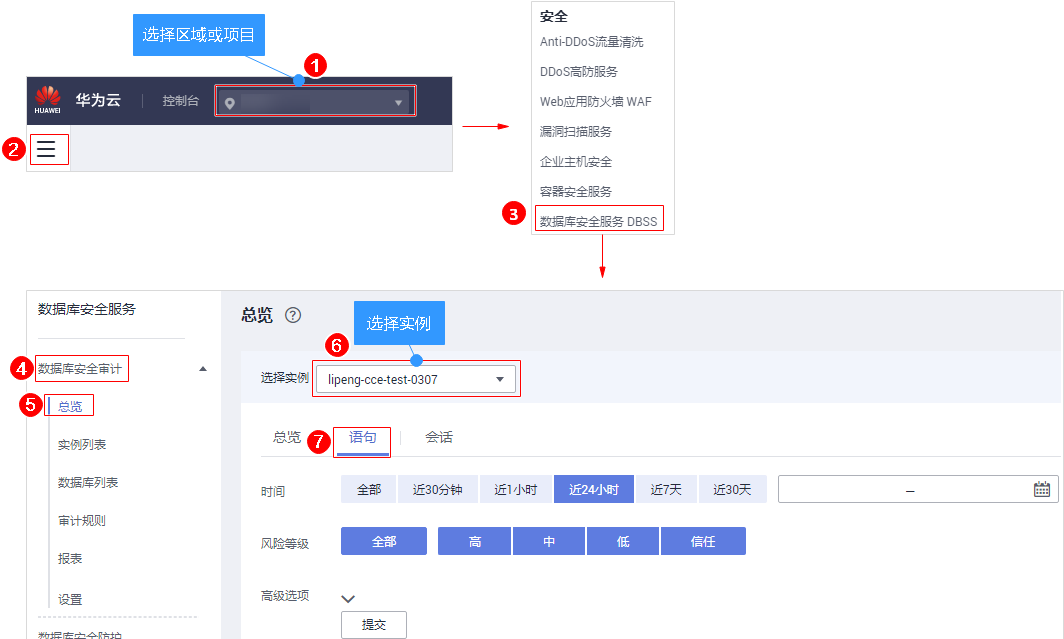 选择区域或项目
1
HUAWEI 华为云 控制台
2
安全
Anti-DDoS流量清洗
DDoS高防服务
Web应用防火墙 WAF
漏洞扫描服务
企业主机安全
容器安全服务
3 数据库安全服务 DBSS
数据库安全服务
4 数据库安全审计
5 总览
实例列表
数据库列表
审计规则
报表
设置
数据库安全防护
总览 ?
选择实例
6
选择实例 lipeng-cce-test-0307
总览 7 语句 会话
时间 全部 近30分钟 近1小时 近24小时 近7天 近30天 –
风险等级 全部 高 中 低 信任
高级选项
提交